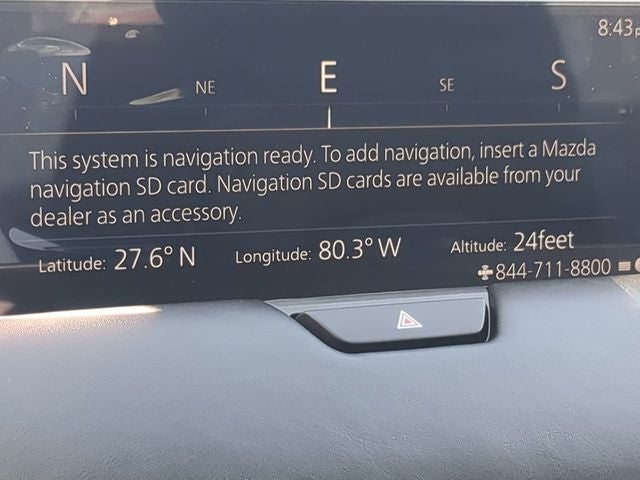 8:43
N NE E SE S
This system is navigation ready. To add navigation, insert a Mazda
navigation SD card. Navigation SD cards are available from your
dealer as an accessory.
Latitude: 27.6° N Longitude: 80.3° W Altitude: 24feet
844-711-8800